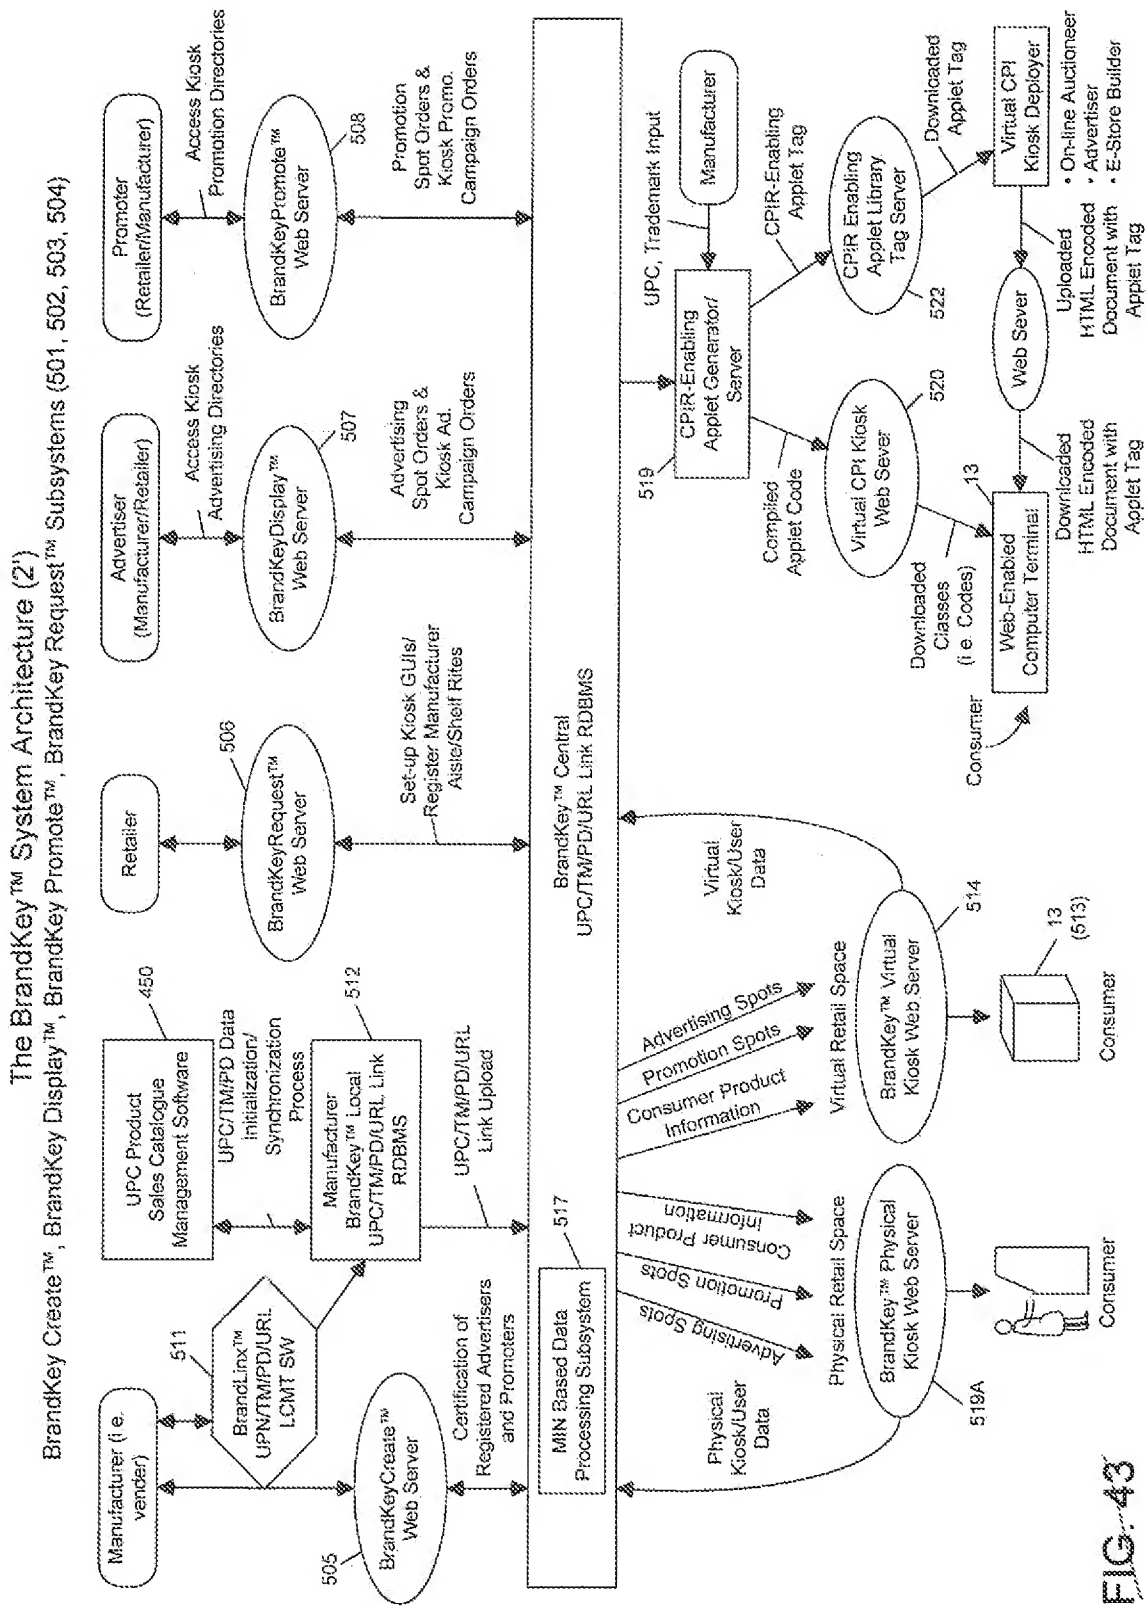 The BrandKey™ System Architecture (2')
BrandKey Create™, BrandKey Display™, BrandKey Promote™, BrandKey Request™ Subsystems (501, 502, 503, 504)
Manufacturer (i.e.
vender)
511
BrandLinx™
UPN/TM/PD/URL
LCMT SW
505
BrandKeyCreate™
Web Server
Certification of
Registered Advertisers
and Promoters
450
UPC Product
Sales Catalogue
Management Software
UPC/TM/PD Data
Initialization/
Synchronization
Process
512
Manufacturer
BrandKey™ Local
UPC/TM/PD/URL Link
RDBMS
UPC/TM/PD/URL
Link Upload
Retailer
506
BrandKeyRequest™
Web Server
Set-up Kiosk GUIs/
Register Manufacturer
Aisle/Shelf Rites
Advertiser
(Manufacturer/Retailer)
Access Kiosk
Advertising Directories
BrandKeyDisplay™
Web Server
507
Advertising
Spot Orders &
Kiosk Ad.
Campaign Orders
Promoter
(Retailer/Manufacturer)
Access Kiosk
Promotion Directories
BrandKeyPromote™
Web Server
508
Promotion
Spot Orders &
Kiosk Promo.
Campaign Orders
MIN Based Data
Processing Subsystem
517
BrandKey™ Central
UPC/TM/PD/URL Link RDBMS
Physical
Kiosk/User
Data
Advertising Spots
Promotion Spots
Consumer Product
Information
Physical Retail Space
BrandKey™ Physical
Kiosk Web Server
519A
Consumer
Advertising Spots
Promotion Spots
Consumer Product
Information
Virtual Retail Space
BrandKey™ Virtual
Kiosk Web Server
514
Virtual
Kiosk/User
Data
13
(513)
Consumer
UPC, Trademark Input
Manufacturer
519
CPIR-Enabling
Applet Generator/
Server
Compiled
Applet Code
CPIR-Enabling
Applet Tag
Virtual CPI Kiosk
Web Sever
520
CPIR Enabling
Applet Library
Tag Server
522
Downloaded
Applet Tag
Downloaded
Classes
(i.e. Codes)
Consumer
Web-Enabled
Computer Terminal
13
Downloaded
HTML Encoded
Document with
Applet Tag
Web Sever
Uploaded
HTML Encoded
Document with
Applet Tag
Virtual CPI
Kiosk Deployer
• On-line Auctioneer
• Advertiser
• E-Store Builder
FIG. 43